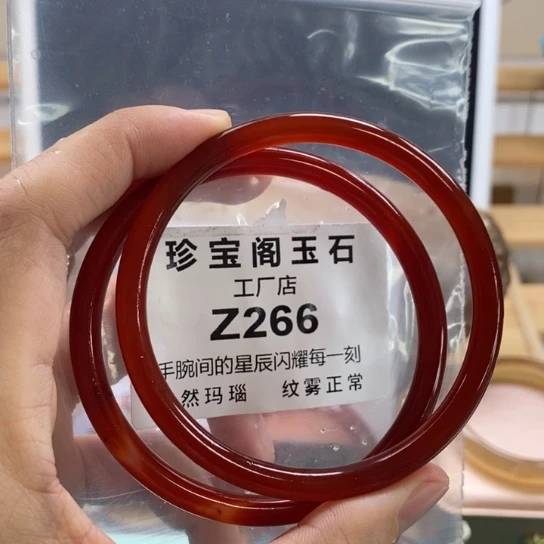 珍宝阁玉石
工厂店
Z266
手腕间的星辰闪耀每一刻
然玛瑙 纹雾正常